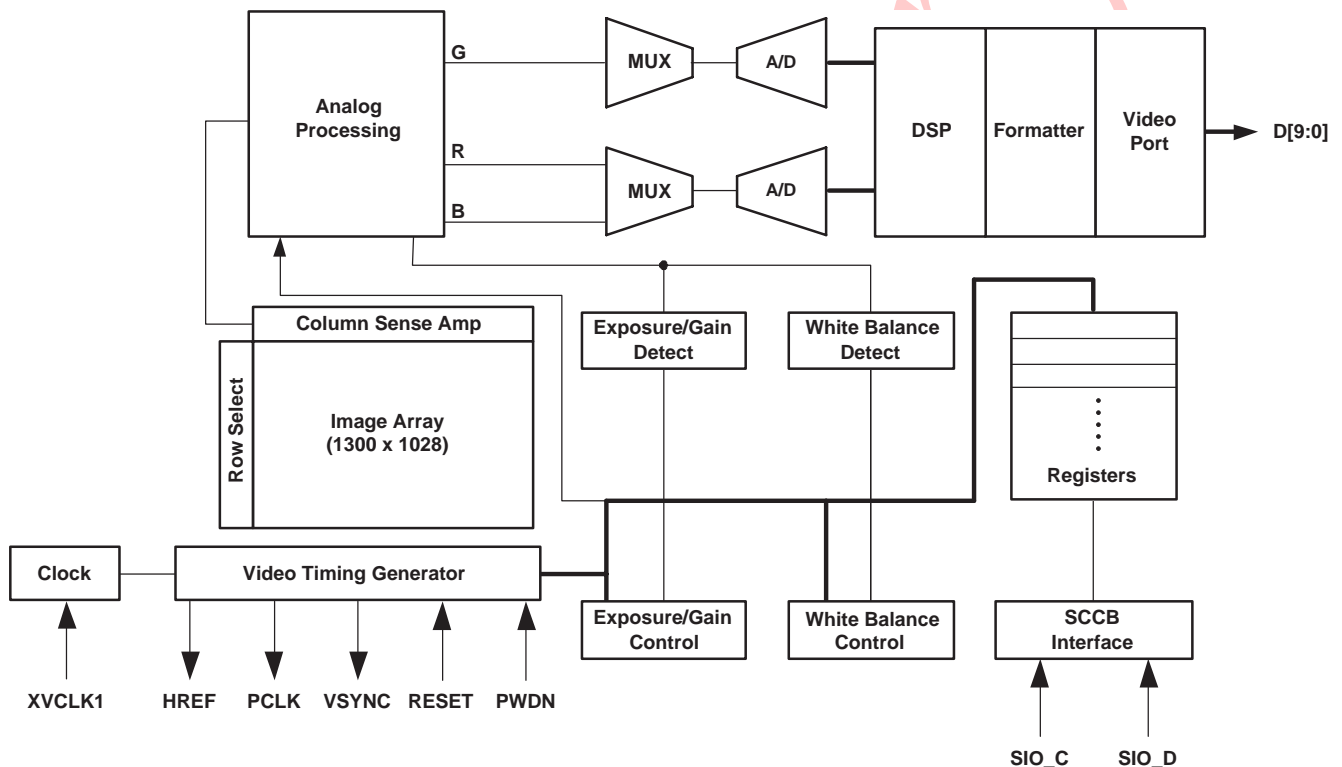 G
MUX
A/D
Analog
Processing
DSP
Formatter
Video
Port
D[9:0]
R
MUX
A/D
B
Column Sense Amp
Exposure/Gain
Detect
White Balance
Detect
Row Select
Image Array
(1300 x 1028)
Registers
Clock
Video Timing Generator
Exposure/Gain
Control
White Balance
Control
SCCB
Interface
XVCLK1
HREF
PCLK
VSYNC
RESET
PWDN
SIO_C
SIO_D